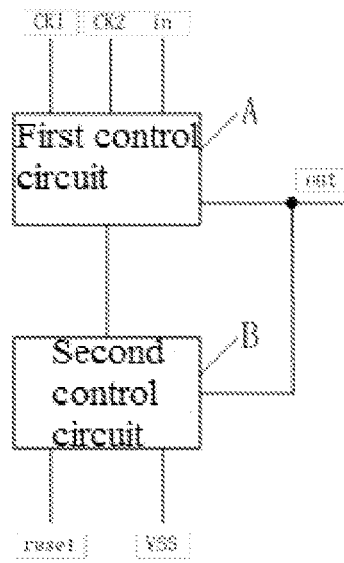 CK1 CK2 in
First control
circuit
A
out
Second
control
circuit
B
reset VSS